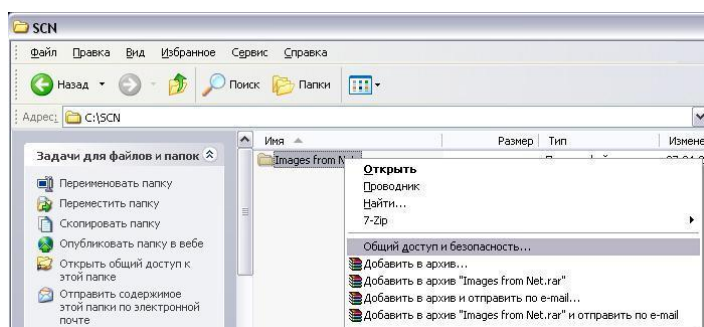 SCN
Файл Правка Вид Избранное Сервис Справка
Назад Поиск Папки
Адрес: C:\SCN
Имя Размер Тип Измене
Задачи для файлов и папок
Images from
Открыть
Переименовать папку
Проводник
Переместить папку
Найти...
Скопировать папку
7-Zip
Опубликовать папку в вебе
Общий доступ и безопасность...
Открыть общий доступ к
этой папке
Добавить в архив...
Добавить в архив "Images from Net.rar"
Отправить содержимое
этой папки по электронной
почте
Добавить в архив и отправить по e-mail...
Добавить в архив "Images from Net.rar" и отправить по e-mail